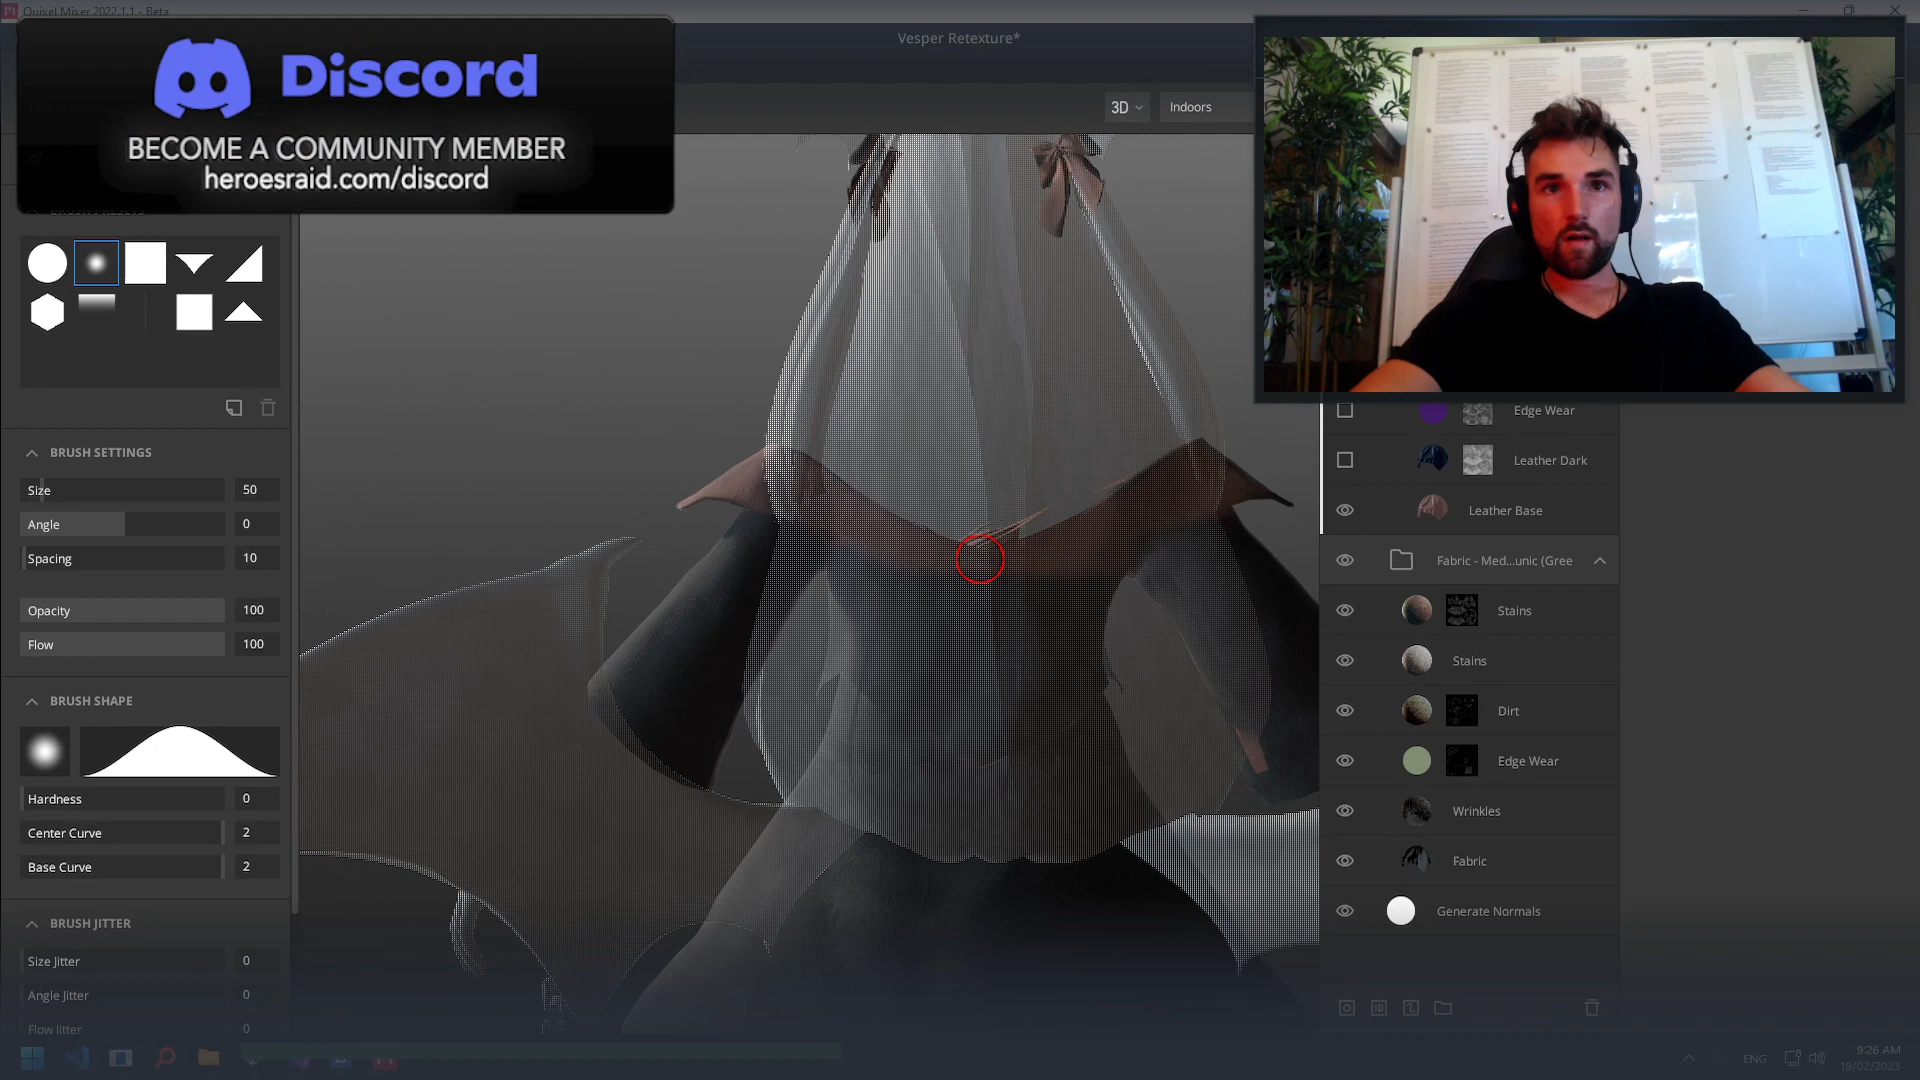 Quixel Mixer 2022.1.1 - Beta
Vesper Retexture*
Discord
BECOME A COMMUNITY MEMBER
heroesraid.com/discord
3D
Indoors
BRUSH PRESETS
BRUSH SETTINGS
Size 50
Angle 0
Spacing 10
Opacity 100
Flow 100
BRUSH SHAPE
Hardness 0
Center Curve 2
Base Curve 2
BRUSH JITTER
Size Jitter 0
Angle Jitter 0
Flow Jitter 0
Edge Wear
Leather Dark
Leather Base
Fabric - Med...unic (Gree
Stains
Stains
Dirt
Edge Wear
Wrinkles
Fabric
Generate Normals
ENG
9:26 AM
19/02/2023